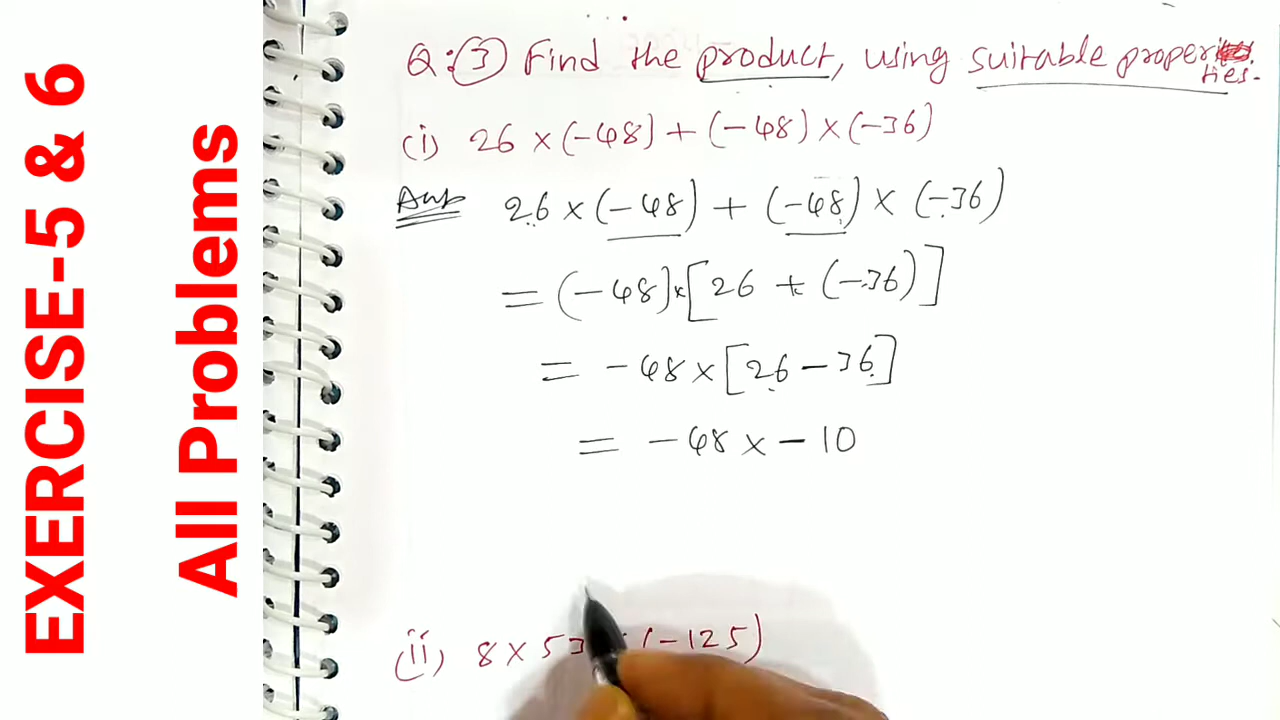 EXERCISE-5 & 6
All Problems
Q:③ Find the product, using suitable properties.
(i) 26 × (-48) + (-48) × (-36)
Ans 26 × (-48) + (-48) × (-36)
= (-48) × [26 + (-36)]
= -48 × [26 - 36]
= -48 × -10
(ii) 8 × 53 (-125)